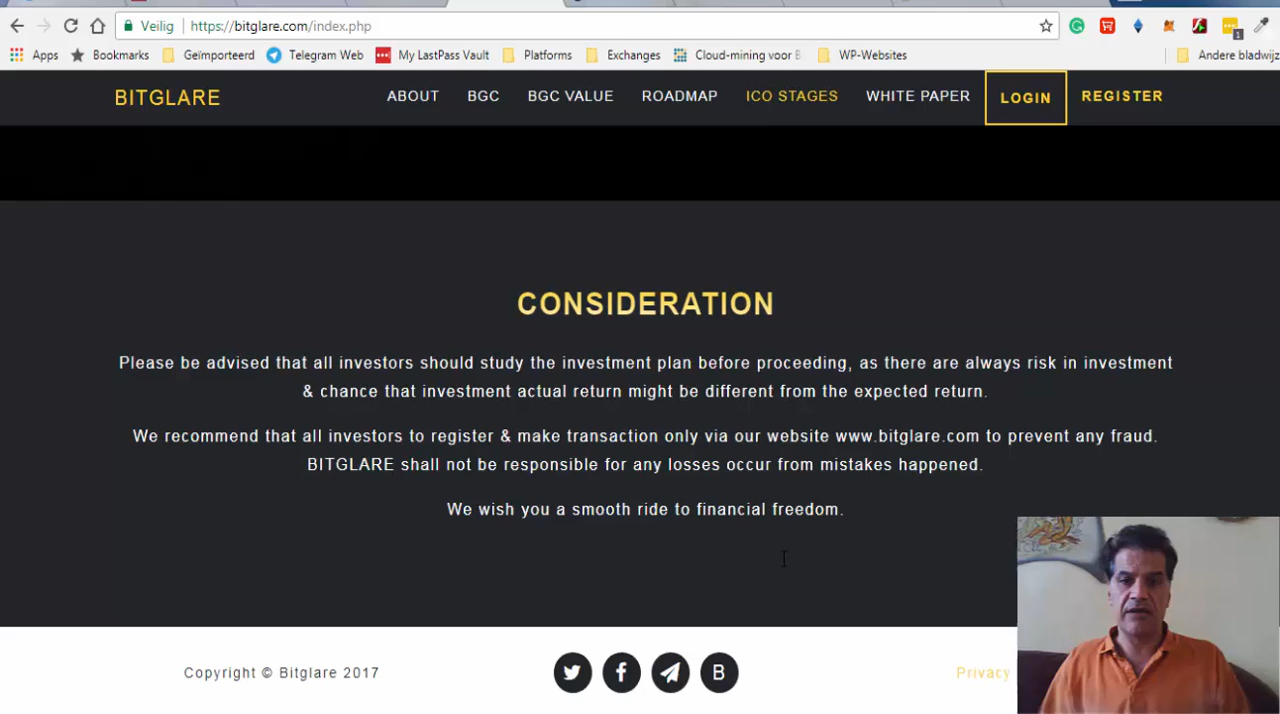 Veilig https://bitglare.com/index.php
Apps Bookmarks Geïmporteerd Telegram Web My LastPass Vault Platforms Exchanges Cloud-mining voor WP-Websites Andere bladwijz
1
BITGLARE ABOUT BGC BGC VALUE ROADMAP ICO STAGES WHITE PAPER LOGIN REGISTER
CONSIDERATION
Please be advised that all investors should study the investment plan before proceeding, as there are always risk in investment
& chance that investment actual return might be different from the expected return.
We recommend that all investors to register & make transaction only via our website www.bitglare.com to prevent any fraud.
BITGLARE shall not be responsible for any losses occur from mistakes happened.
We wish you a smooth ride to financial freedom.
Copyright © Bitglare 2017 B Privacy